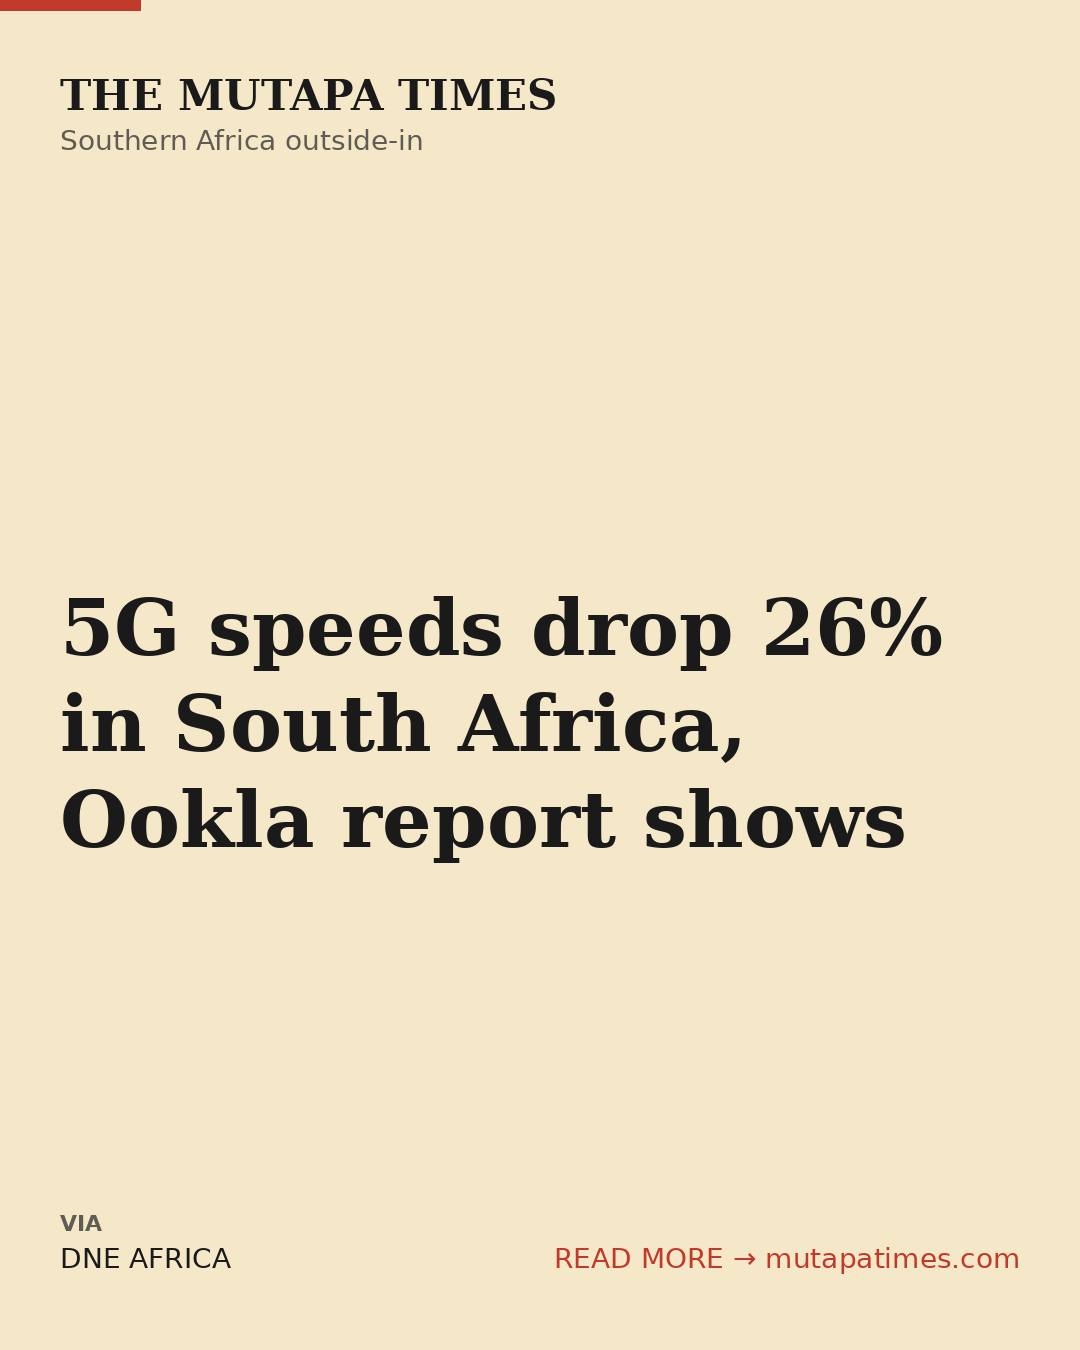 THE MUTAPA TIMES
Southern Africa outside-in
5G speeds drop 26%
in South Africa,
Ookla report shows
VIA
DNE AFRICA
READ MORE → mutapatimes.com